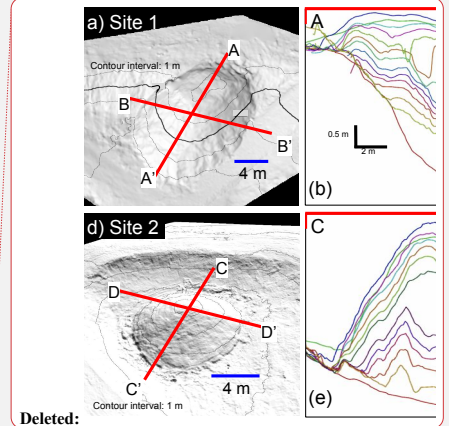 a) Site 1
Contour interval: 1 m
A
B
B'
A'
4 m
A
0.5 m
2 m
(b)
d) Site 2
C
D
D'
C'
4 m
Contour interval: 1 m
C
(e)
Deleted: